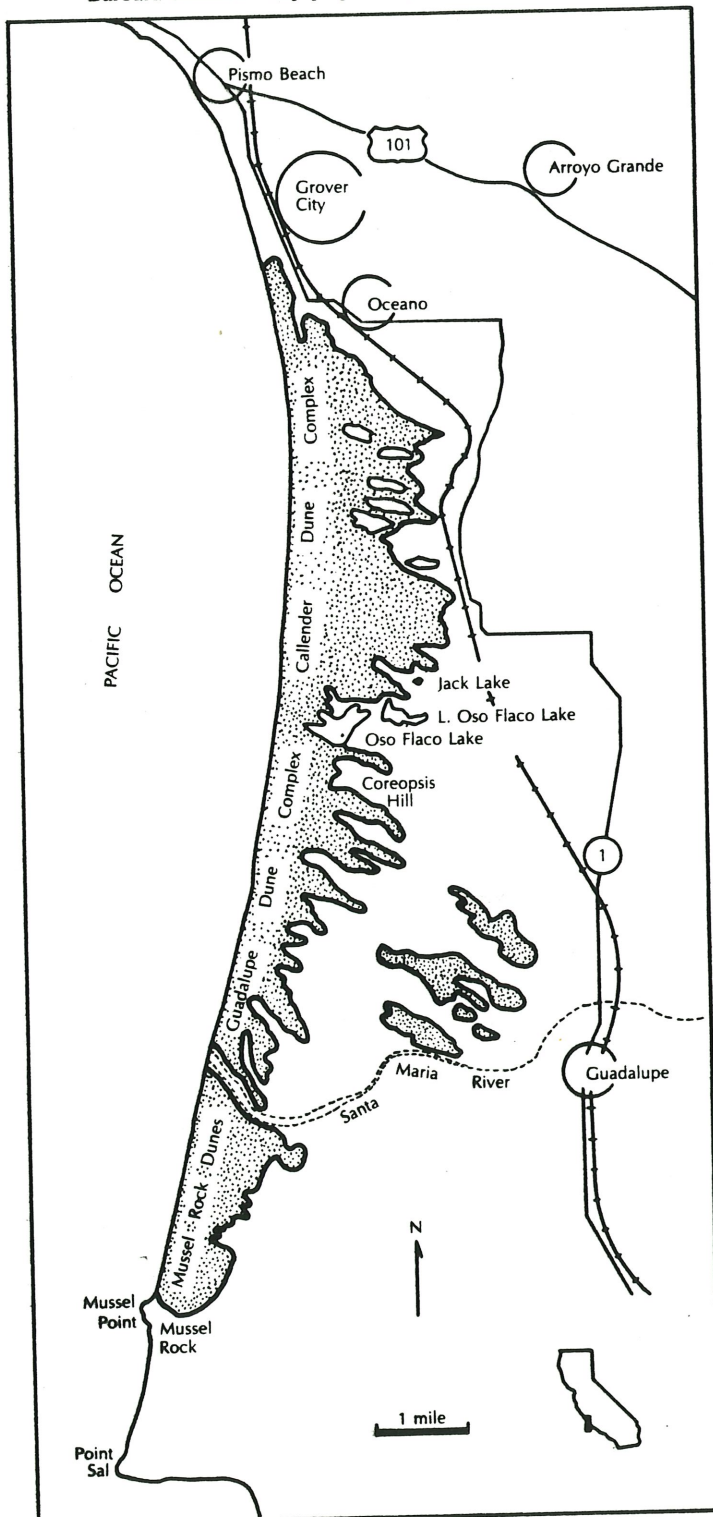 Pismo Beach
101
Arroyo Grande
Grover
City
Oceano
Callender Dune Complex
PACIFIC OCEAN
Jack Lake
L. Oso Flaco Lake
Oso Flaco Lake
Coreopsis
Hill
Guadalupe Dune Complex
1
Santa Maria River
Guadalupe
Mussel Rock Dunes
N
Mussel
Point
Mussel
Rock
1 mile
Point
Sal